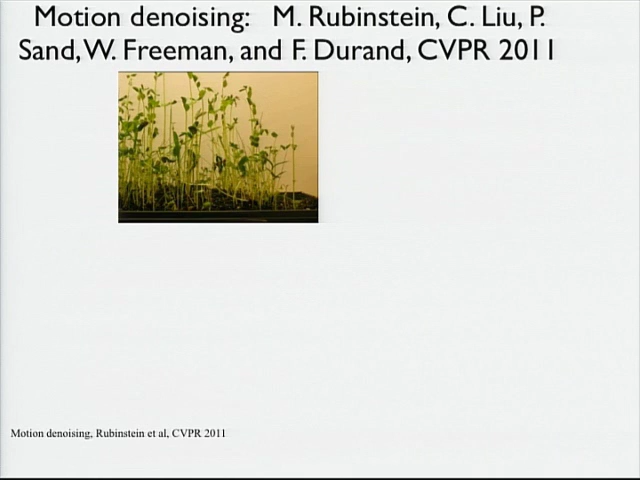 Motion denoising: M. Rubinstein, C. Liu, P.
Sand, W. Freeman, and F. Durand, CVPR 2011
Motion denoising, Rubinstein et al, CVPR 2011